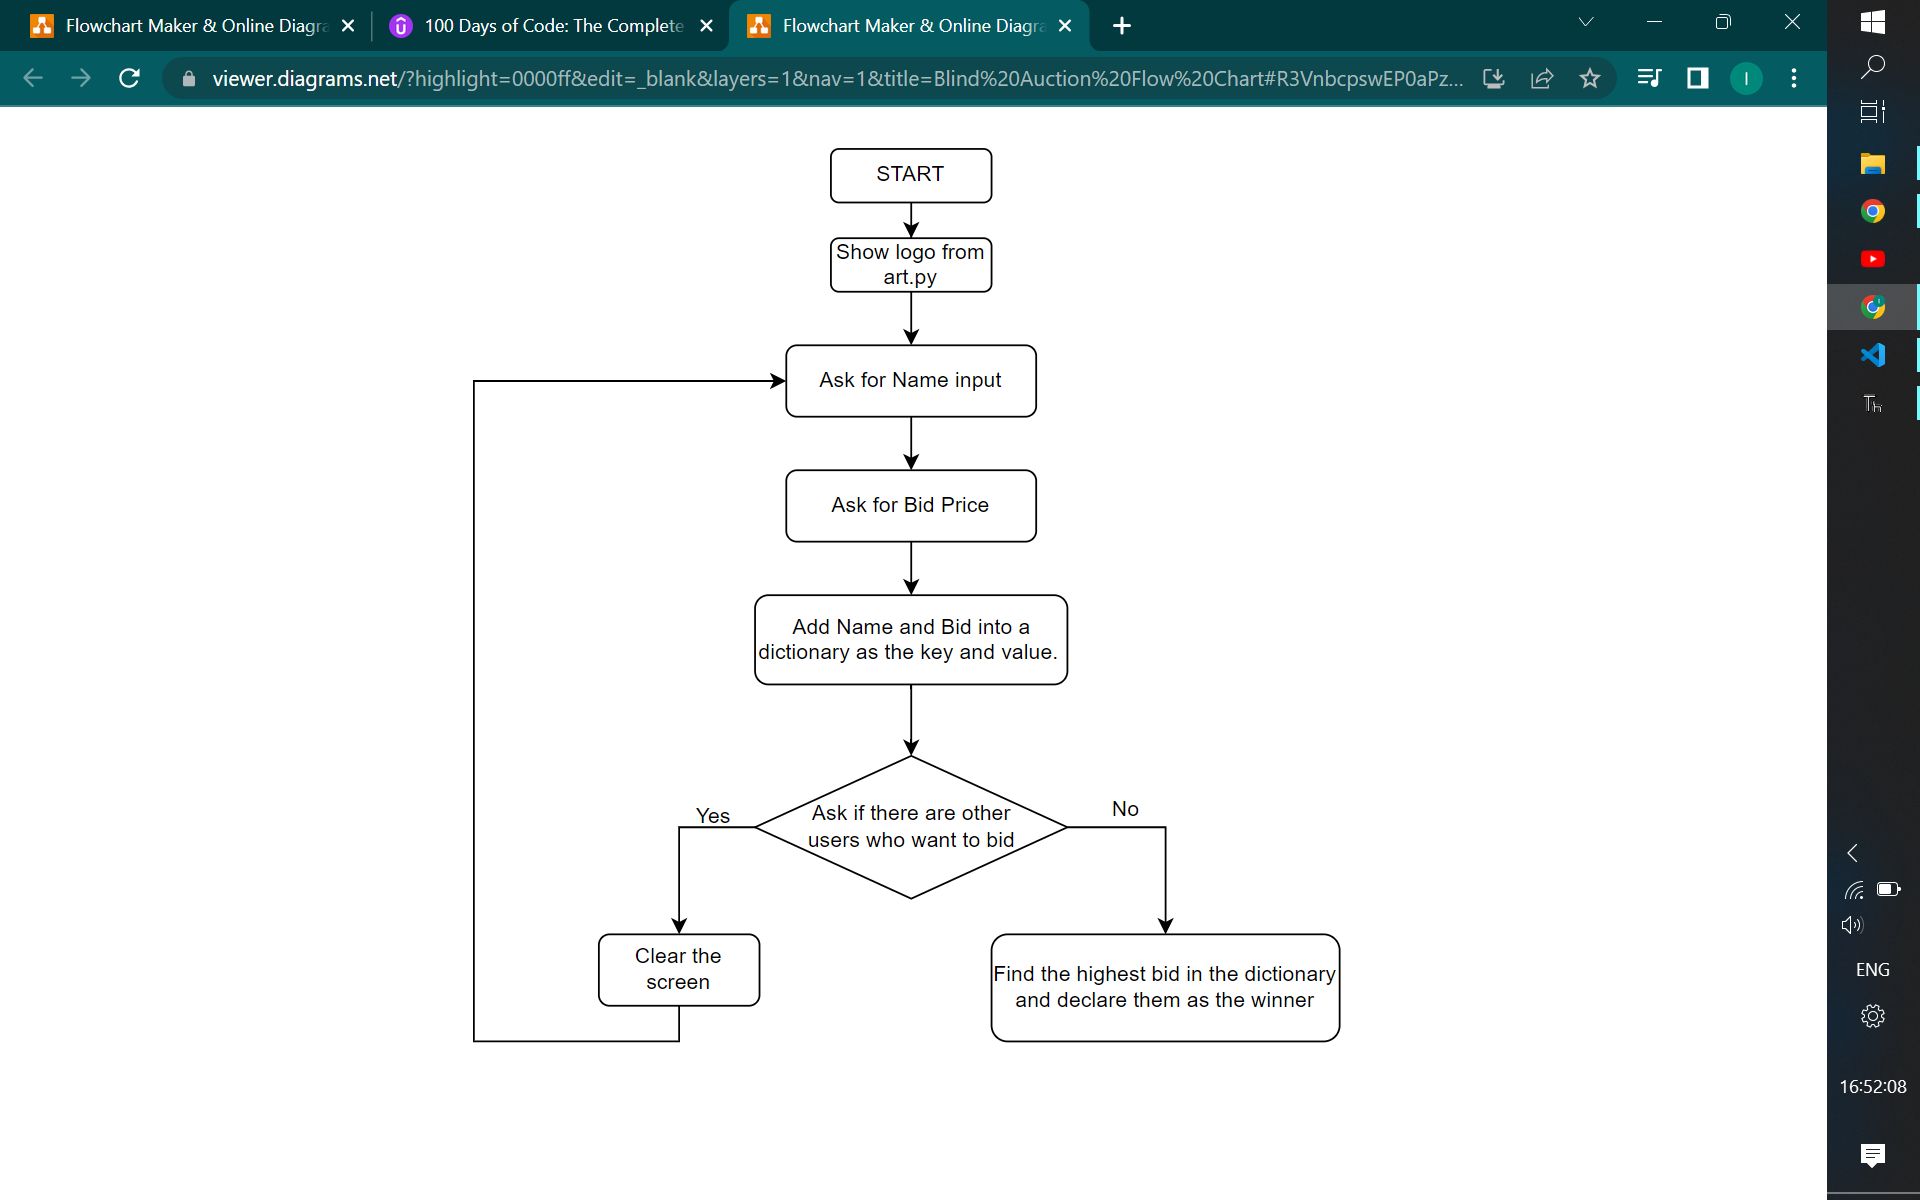 Flowchart Maker & Online Diagra
100 Days of Code: The Complete
Flowchart Maker & Online Diagra
viewer.diagrams.net/?highlight=0000ff&edit=_blank&layers=1&nav=1&title=Blind%20Auction%20Flow%20Chart#R3VnbcpswEP0aPz...
I
START
Show logo from
art.py
Ask for Name input
Ask for Bid Price
Add Name and Bid into a
dictionary as the key and value.
Ask if there are other
users who want to bid
Yes
No
Clear the
screen
Find the highest bid in the dictionary
and declare them as the winner
Th
ENG
16:52:08